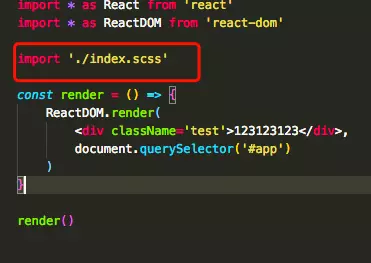 import * as React from 'react'
import * as ReactDOM from 'react-dom'
import './index.scss'
const render = () => {
ReactDOM.render(
<div className='test'>123123123</div>,
document.querySelector('#app')
)
}
render()